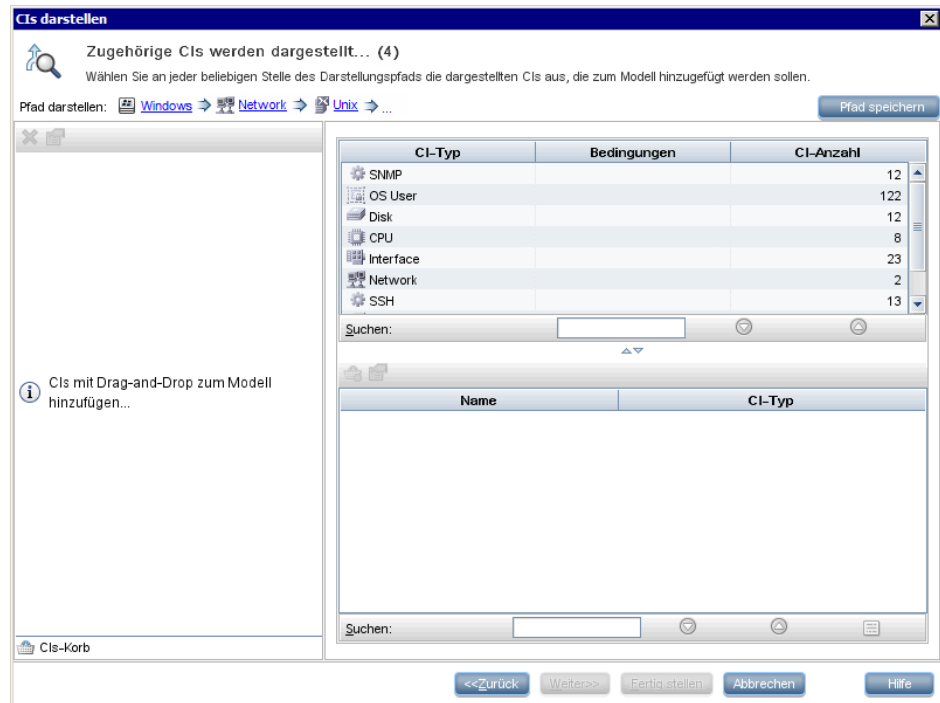 CIs darstellen
Zugehörige CIs werden dargestellt... (4)
Wählen Sie an jeder beliebigen Stelle des Darstellungspfads die dargestellten CIs aus, die zum Modell hinzugefügt werden sollen.
Pfad darstellen: Windows Network Unix ... Pfad speichern
CI-Typ Bedingungen CI-Anzahl
SNMP 12
OS User 122
Disk 12
CPU 8
Interface 23
Network 2
SSH 13
Suchen:
CIs mit Drag-and-Drop zum Modell
hinzufügen...
Name CI-Typ
Suchen:
CIs-Korb
<<Zurück Weiter>> Fertig stellen Abbrechen Hilfe